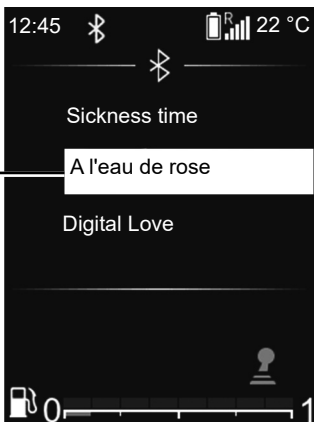 12:45 R 22 °C
Sickness time
A l'eau de rose
Digital Love
0 1